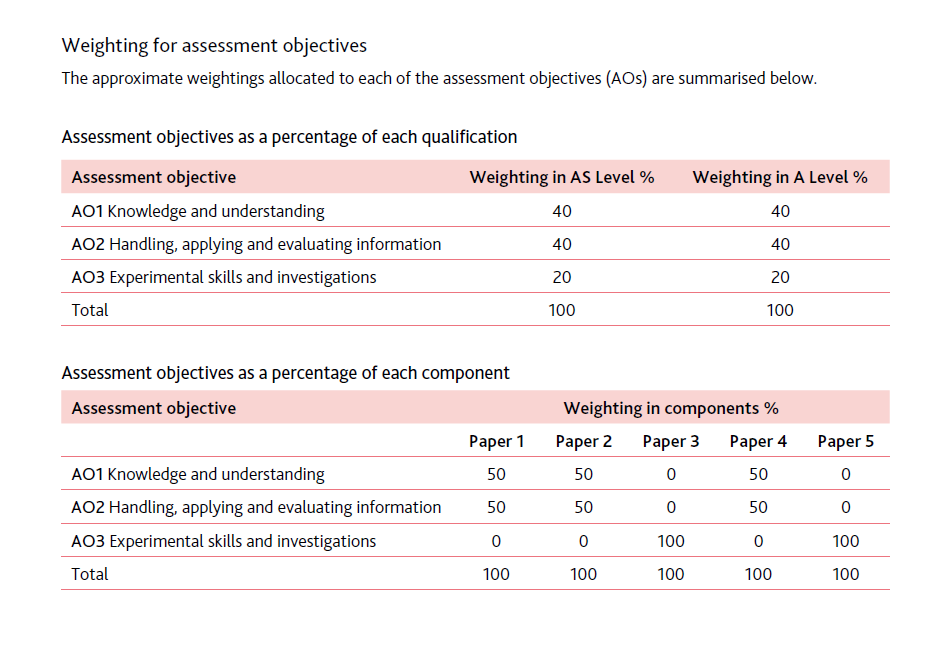 Weighting for assessment objectives
The approximate weightings allocated to each of the assessment objectives (AOs) are summarised below.
Assessment objectives as a percentage of each qualification
Assessment objective Weighting in AS Level % Weighting in A Level %
AO1 Knowledge and understanding 40 40
AO2 Handling, applying and evaluating information 40 40
AO3 Experimental skills and investigations 20 20
Total 100 100
Assessment objectives as a percentage of each component
Assessment objective Weighting in components %
Paper 1 Paper 2 Paper 3 Paper 4 Paper 5
AO1 Knowledge and understanding 50 50 0 50 0
AO2 Handling, applying and evaluating information 50 50 0 50 0
AO3 Experimental skills and investigations 0 0 100 0 100
Total 100 100 100 100 100